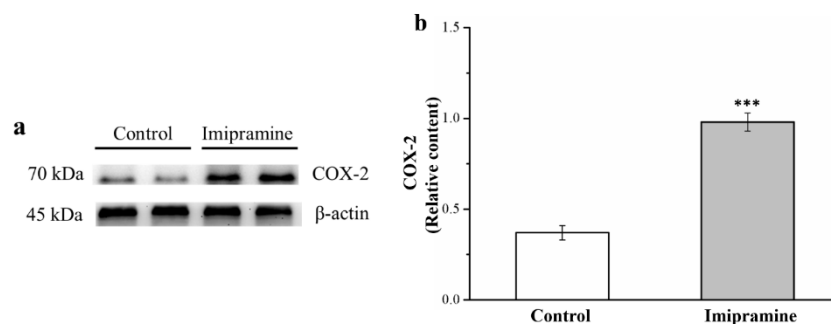 a
Control Imipramine
70 kDa COX-2
45 kDa β-actin
b
COX-2
(Relative content)
1.5
1.0
0.5
0.0
***
Control Imipramine